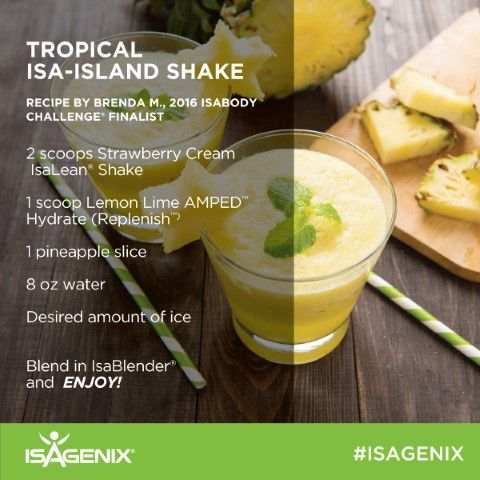 TROPICAL
ISA-ISLAND SHAKE
RECIPE BY BRENDA M., 2016 ISABODY
CHALLENGE® FINALIST
2 scoops Strawberry Cream
IsaLean® Shake
1 scoop Lemon Lime AMPED™
Hydrate (Replenish™)
1 pineapple slice
8 oz water
Desired amount of ice
Blend in IsaBlender®
and ENJOY!
ISAGENIX®
#ISAGENIX